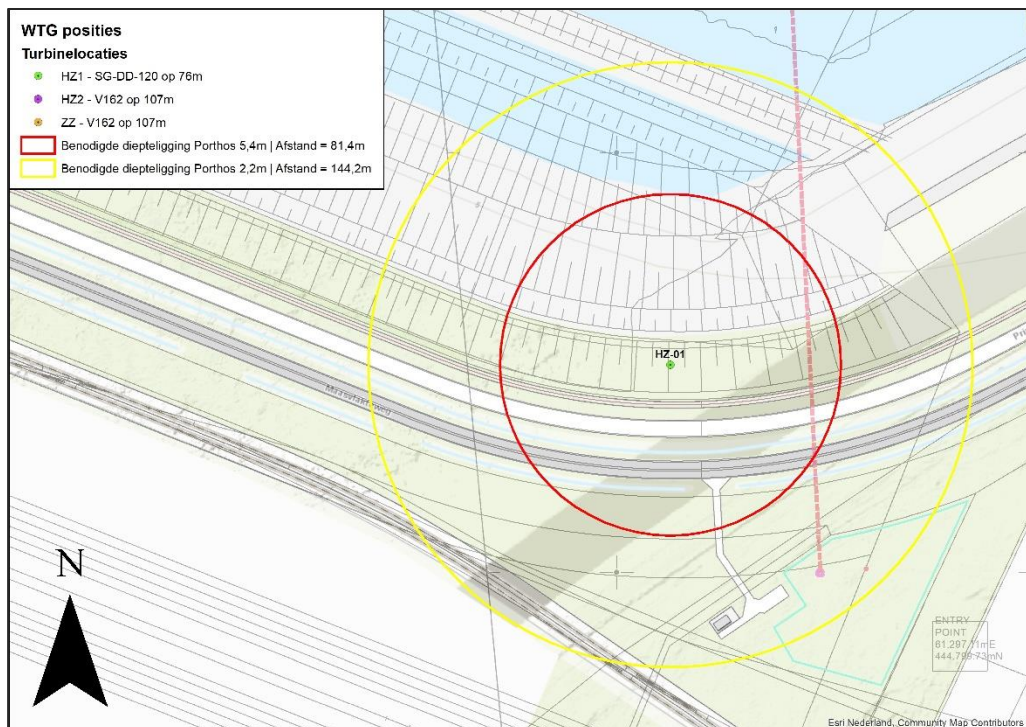 WTG posities
Turbinelocaties
HZ1 - SG-DD-120 op 76m
HZ2 - V162 op 107m
ZZ - V162 op 107m
Benodigde diepteligging Porthos 5,4m | Afstand = 81,4m
Benodigde diepteligging Porthos 2,2m | Afstand = 144,2m
HZ-01
Maasvlakteweg
N
ENTRY
POINT
61,297.11mE
444,799.73mN
Esri Nederland, Community Map Contributors